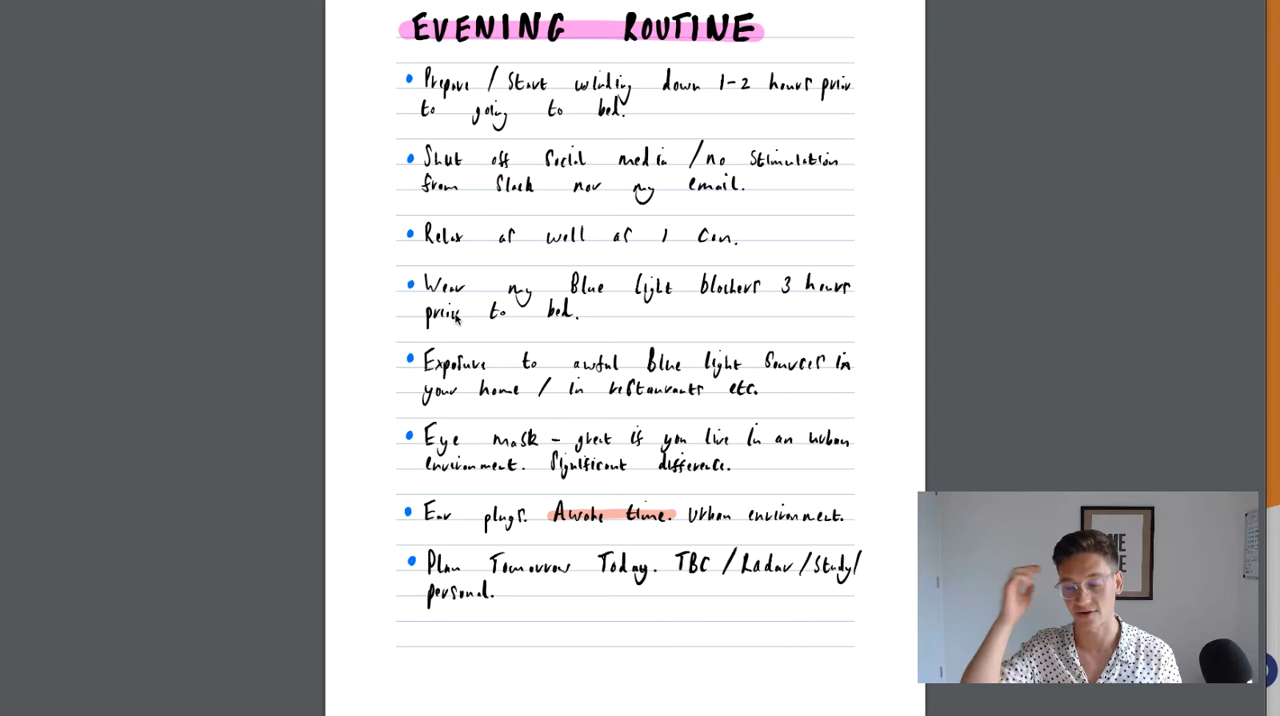 EVENING ROUTINE
• Prepare / Start winding down 1-2 hours prior
to going to bed.
• Shut off social media /no stimulation
from Slack nor my email.
• Relax as well as I can.
• Wear my Blue light blockers 3 hours
prior to bed.
• Exposure to awful Blue light sources in
your home / in restaurants etc.
• Eye mask - great if you live in an urban
environment. Significant difference.
• Ear plugs. Awake time. Urban environment.
• Plan Tomorrow Today. TBC / Radar / Study/
personal.